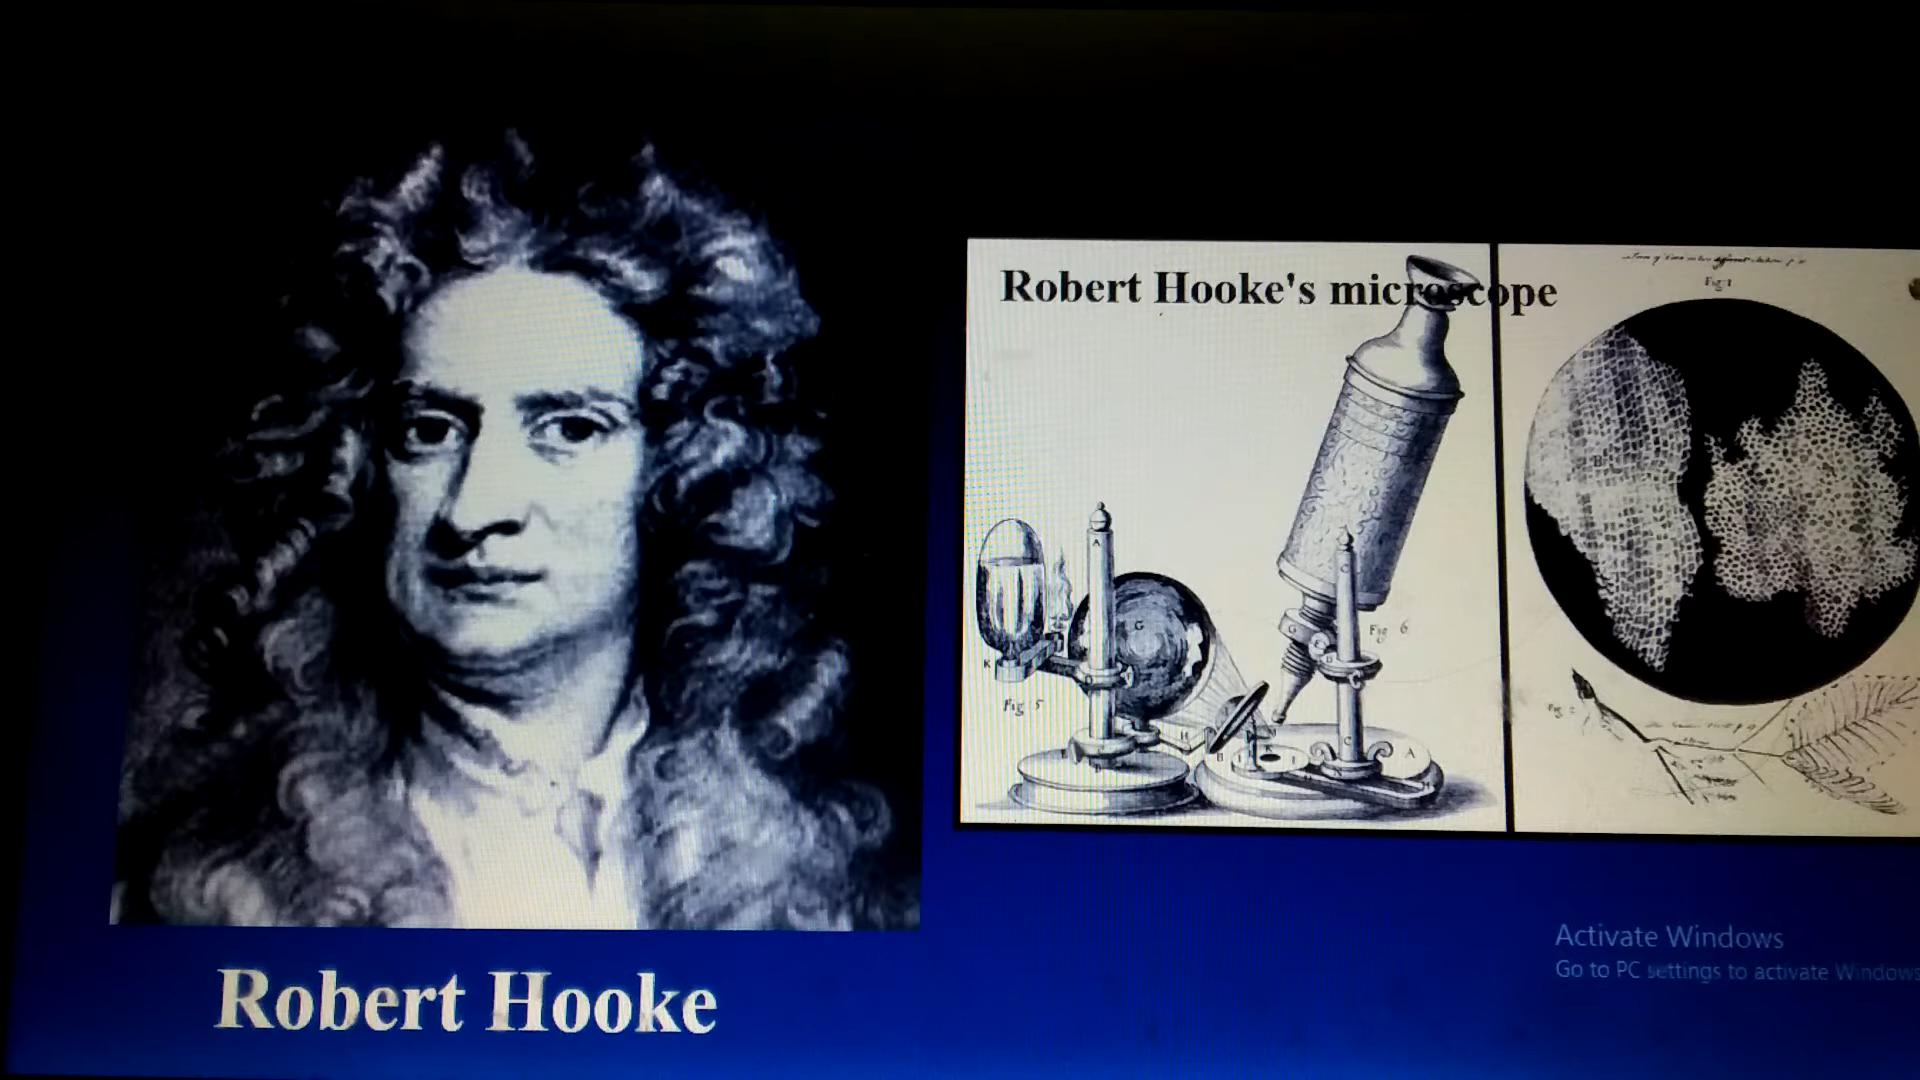 Robert Hooke's microscope
Fig 1
A
G
K
Fig 5
H
G
C
Fig 6
B
K
C
A
Robert Hooke
Activate Windows
Go to PC settings to activate Windows